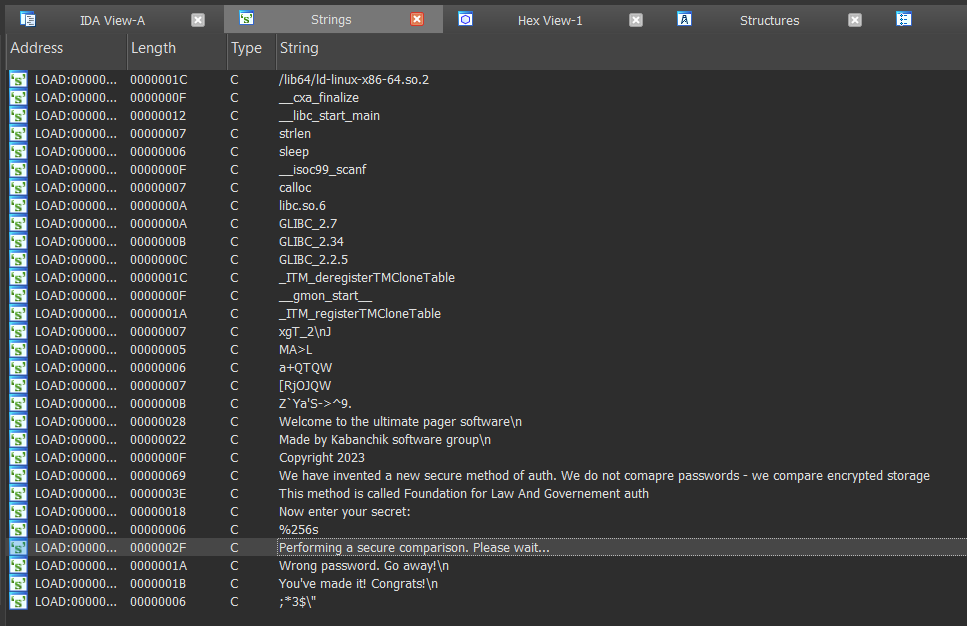 IDA View-A Strings Hex View-1 Structures
Address Length Type String
LOAD:00000... 0000001C C /lib64/ld-linux-x86-64.so.2
LOAD:00000... 0000000F C __cxa_finalize
LOAD:00000... 00000012 C __libc_start_main
LOAD:00000... 00000007 C strlen
LOAD:00000... 00000006 C sleep
LOAD:00000... 0000000F C __isoc99_scanf
LOAD:00000... 00000007 C calloc
LOAD:00000... 0000000A C libc.so.6
LOAD:00000... 0000000A C GLIBC_2.7
LOAD:00000... 0000000B C GLIBC_2.34
LOAD:00000... 0000000C C GLIBC_2.2.5
LOAD:00000... 0000001C C _ITM_deregisterTMCloneTable
LOAD:00000... 0000000F C __gmon_start__
LOAD:00000... 0000001A C _ITM_registerTMCloneTable
LOAD:00000... 00000007 C xgT_2\nJ
LOAD:00000... 00000005 C MA>L
LOAD:00000... 00000006 C a+QTQW
LOAD:00000... 00000007 C [RjOJQW
LOAD:00000... 0000000B C Z`Ya'S->^9.
LOAD:00000... 00000028 C Welcome to the ultimate pager software\n
LOAD:00000... 00000022 C Made by Kabanchik software group\n
LOAD:00000... 0000000F C Copyright 2023
LOAD:00000... 00000069 C We have invented a new secure method of auth. We do not comapre passwords - we compare encrypted storage
LOAD:00000... 0000003E C This method is called Foundation for Law And Governement auth
LOAD:00000... 00000018 C Now enter your secret:
LOAD:00000... 00000006 C %256s
LOAD:00000... 0000002F C Performing a secure comparison. Please wait...
LOAD:00000... 0000001A C Wrong password. Go away!\n
LOAD:00000... 0000001B C You've made it! Congrats!\n
LOAD:00000... 00000006 C ;*3$\"